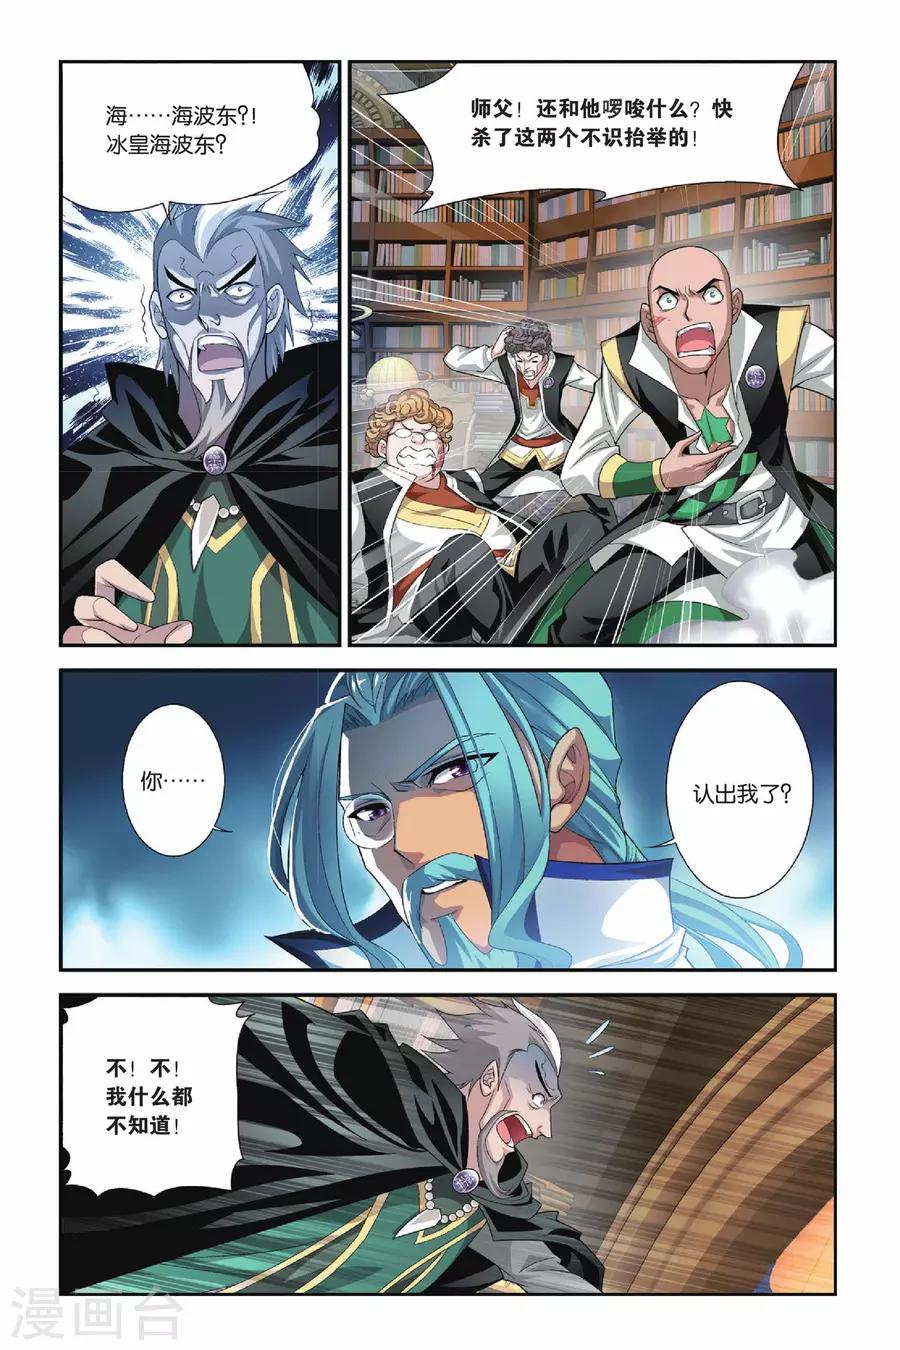 海……海波东？！
冰皇海波东？
师父！还和他啰唆什么？快
杀了这两个不识抬举的！
你……
认出我了？
不！不！
我什么都
不知道！
漫画台